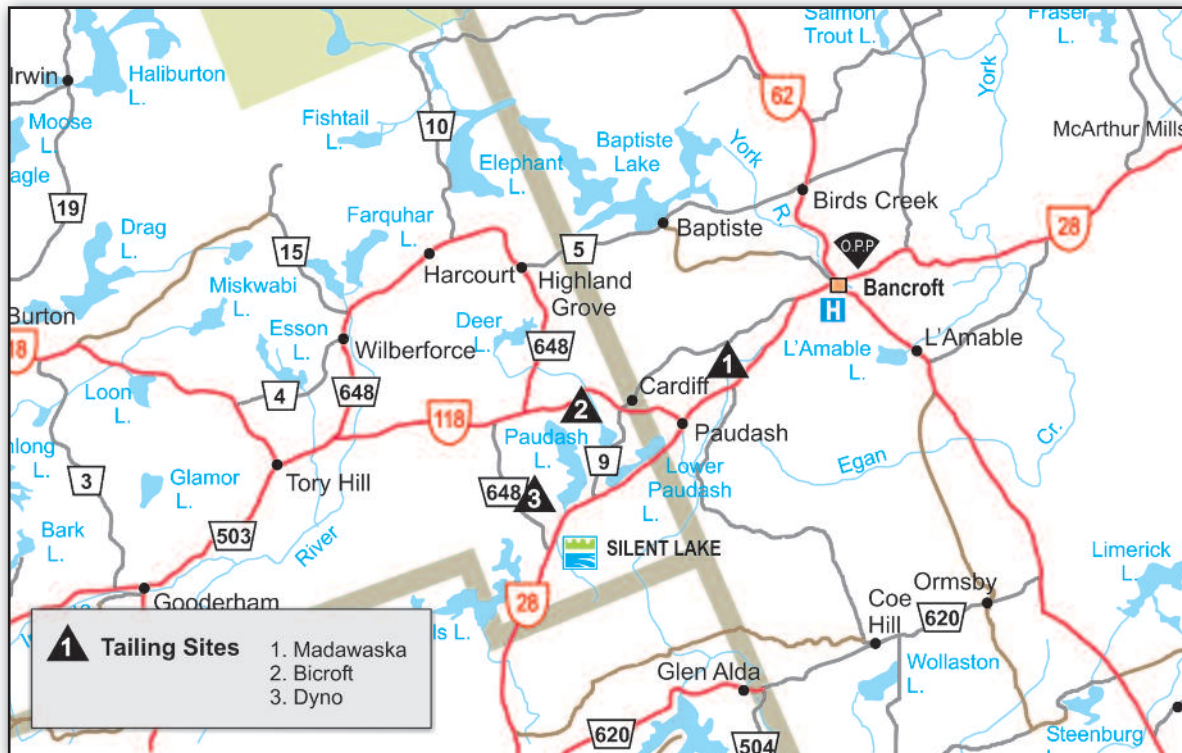 Salmon
Trout L.
Fraser
L.
Irwin
Haliburton
L.
62
York
Moose
L.
Fishtail
L.
10
Baptiste
Lake
McArthur Mills
Elephant
L.
York
R.
agle
19
Birds Creek
28
Drag
L.
Farquhar
L.
15
5
Baptiste
O.P.P
Harcourt
Highland
Grove
Miskwabi
L.
Bancroft
H
Burton
18
Esson
L.
Wilberforce
Deer
L.
648
L'Amable
L.
L'Amable
1
Loon
L.
4
648
Cardiff
2
118
Paudash
nlong
L.
Paudash
L.
9
Lower
Paudash
L.
Egan
Cr.
3
Glamor
L.
Tory Hill
648
3
Bark
L.
503
River
SILENT LAKE
Limerick
L.
Gooderham
28
Coe
Hill
Ormsby
620
ls L.
1 Tailing Sites
1. Madawaska
2. Bicroft
3. Dyno
Glen Alda
Wollaston
L.
620
504
Steenburg
L.